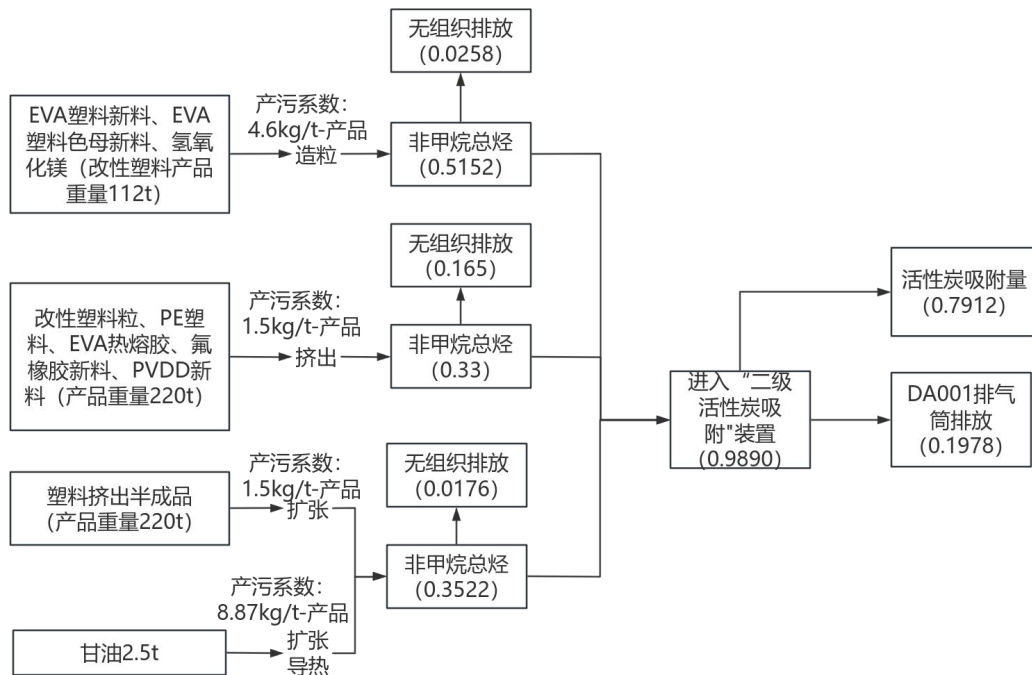 无组织排放
（0.0258）
EVA塑料新料、EVA
塑料色母新料、氢氧
化镁（改性塑料产品
重量112t）
产污系数：
4.6kg/t-产品
造粒
非甲烷总烃
（0.5152）
无组织排放
（0.165）
改性塑料粒、PE塑
料、EVA热熔胶、氟
橡胶新料、PVDD新
料（产品重量220t）
产污系数：
1.5kg/t-产品
挤出
非甲烷总烃
（0.33）
塑料挤出半成品
（产品重量220t）
产污系数：
1.5kg/t-产品
扩张
无组织排放
（0.0176）
非甲烷总烃
（0.3522）
产污系数：
8.87kg/t-产品
甘油2.5t
扩张
导热
进入“二级
活性炭吸
附"装置
（0.9890）
活性炭吸附量
（0.7912）
DA001排气
筒排放
（0.1978）